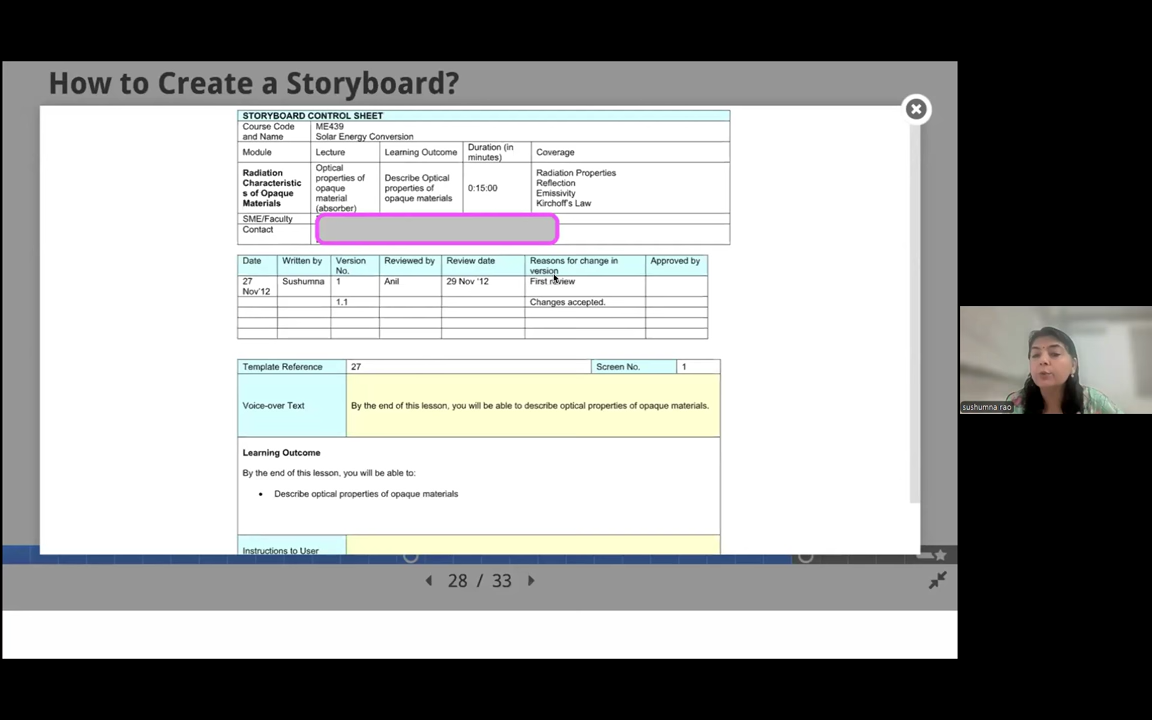 How to Create a Storyboard?
STORYBOARD CONTROL SHEET
Course Code
and Name
ME439
Solar Energy Conversion
Module
Lecture
Learning Outcome
Duration (in
minutes)
Coverage
Radiation
Characteristic
s of Opaque
Materials
Optical
properties of
opaque
material
(absorber)
Describe Optical
properties of
opaque materials
0:15:00
Radiation Properties
Reflection
Emissivity
Kirchoff's Law
SME/Faculty
Contact
Date
Written by
Version
No.
Reviewed by
Review date
Reasons for change in
version
Approved by
27
Nov'12
Sushumna
1
Anil
29 Nov '12
First review
1.1
Changes accepted.
Template Reference
27
Screen No.
1
Voice-over Text
By the end of this lesson, you will be able to describe optical properties of opaque materials.
Learning Outcome
By the end of this lesson, you will be able to:
• Describe optical properties of opaque materials
Instructions to User
28 / 33
sushumna rao